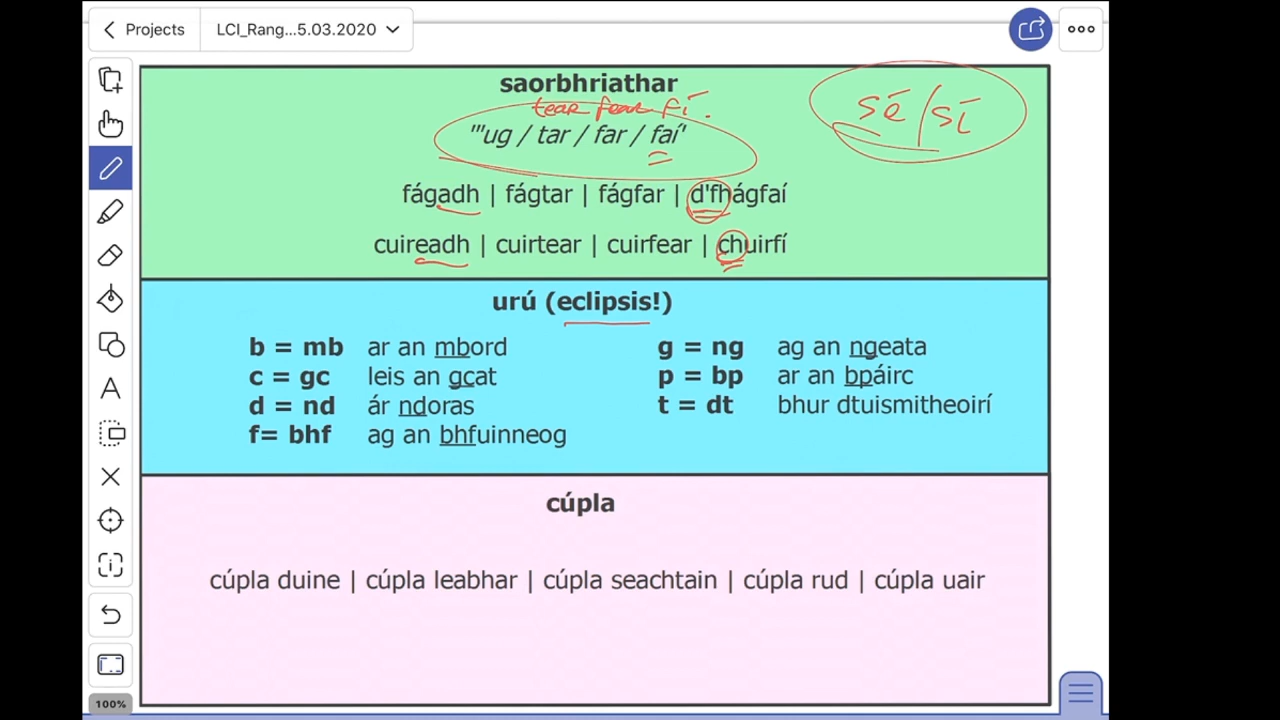 Projects
LCI_Rang...5.03.2020
saorbhriathar
tear fear fí.
'"ug / tar / far / faí'
sé/sí
fágadh | fágtar | fágfar | d'fhágfaí
cuireadh | cuirtear | cuirfear | chuirfí
urú (eclipsis!)
b = mb ar an mbord
c = gc leis an gcat
d = nd ár ndoras
f= bhf ag an bhfuinneog
g = ng ag an ngeata
p = bp ar an bpáirc
t = dt bhur dtuismitheoirí
cúpla
cúpla duine | cúpla leabhar | cúpla seachtain | cúpla rud | cúpla uair
100%